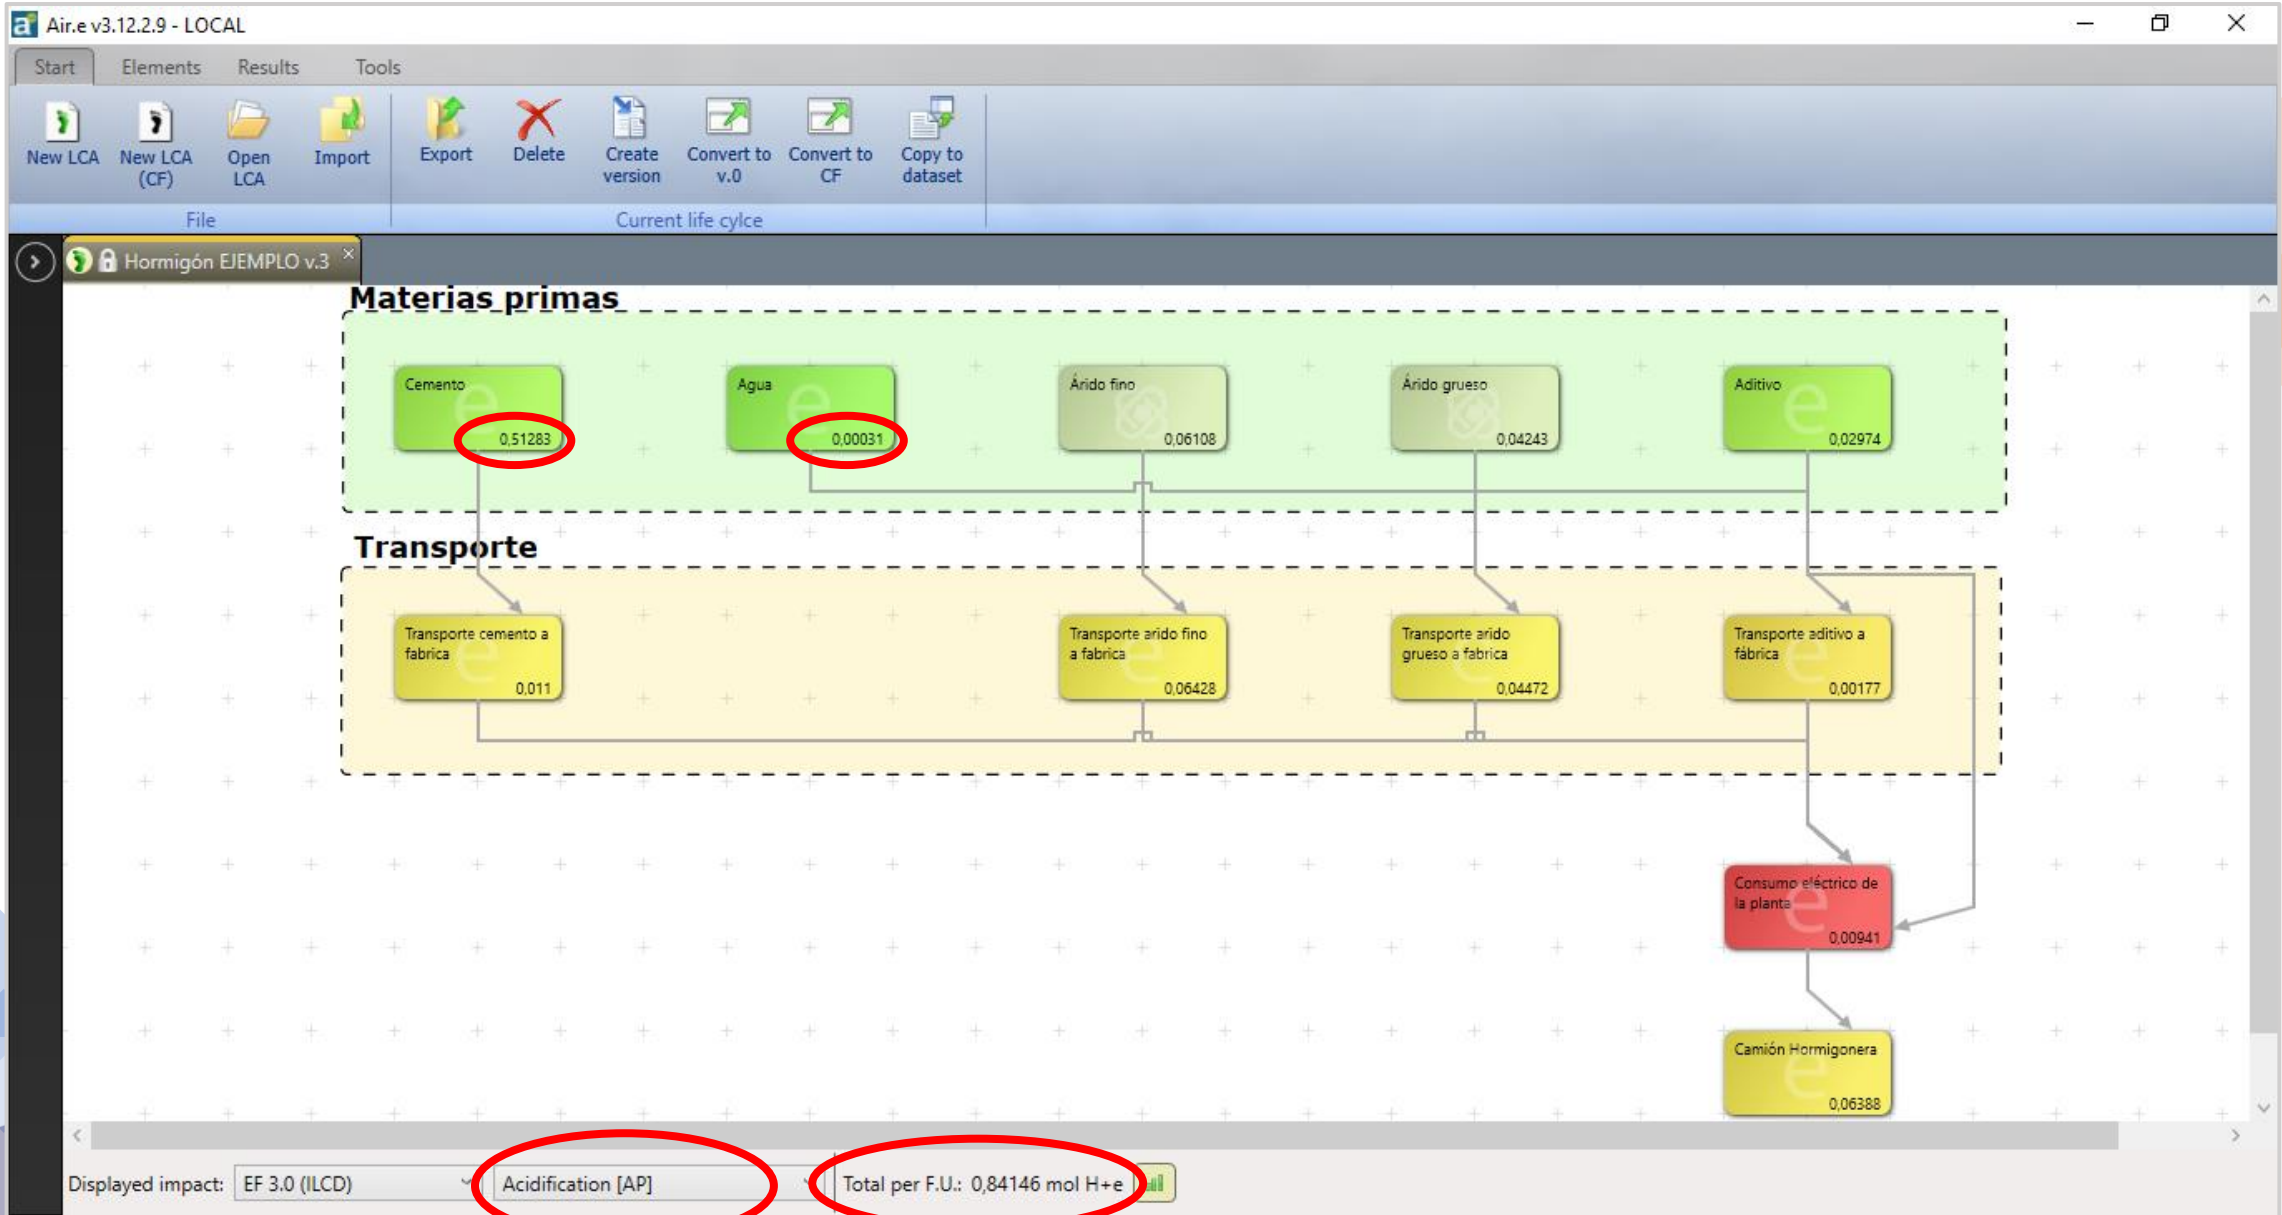 Air.e v3.12.2.9 - LOCAL
Start Elements Results Tools
New LCA
New LCA
(CF)
Open
LCA
Import
Export
Delete
Create
version
Convert to
v.0
Convert to
CF
Copy to
dataset
File
Current life cylce
Hormigón EJEMPLO v.3
Materias primas
Cemento
0,51283
Agua
0,00031
Árido fino
0,06108
Árido grueso
0,04243
Aditivo
0,02974
Transporte
Transporte cemento a
fabrica
0,011
Transporte arido fino
a fabrica
0,06428
Transporte arido
grueso a fabrica
0,04472
Transporte aditivo a
fábrica
0,00177
Consumo eléctrico de
la planta
0,00941
Camión Hormigonera
0,06388
Displayed impact: EF 3.0 (ILCD) Acidification [AP] Total per F.U.: 0,84146 mol H+e